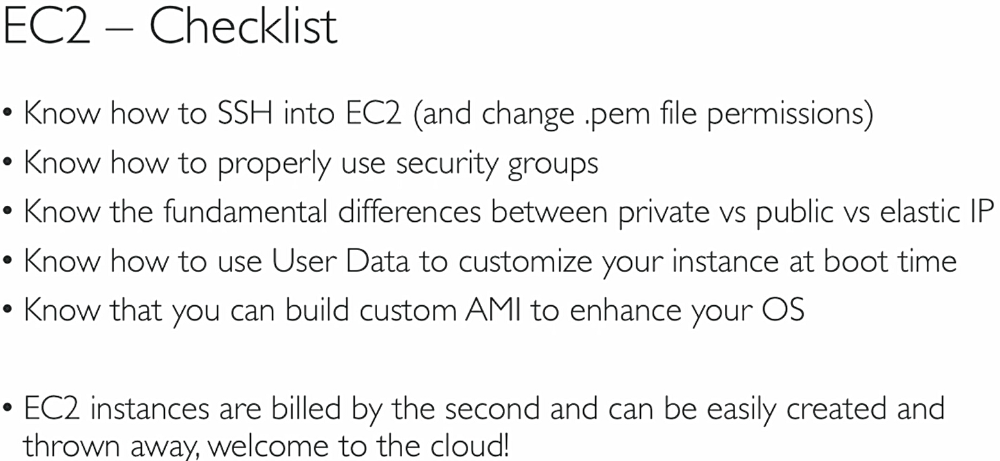 EC2 – Checklist
• Know how to SSH into EC2 (and change .pem file permissions)
• Know how to properly use security groups
• Know the fundamental differences between private vs public vs elastic IP
• Know how to use User Data to customize your instance at boot time
• Know that you can build custom AMI to enhance your OS
• EC2 instances are billed by the second and can be easily created and
thrown away, welcome to the cloud!